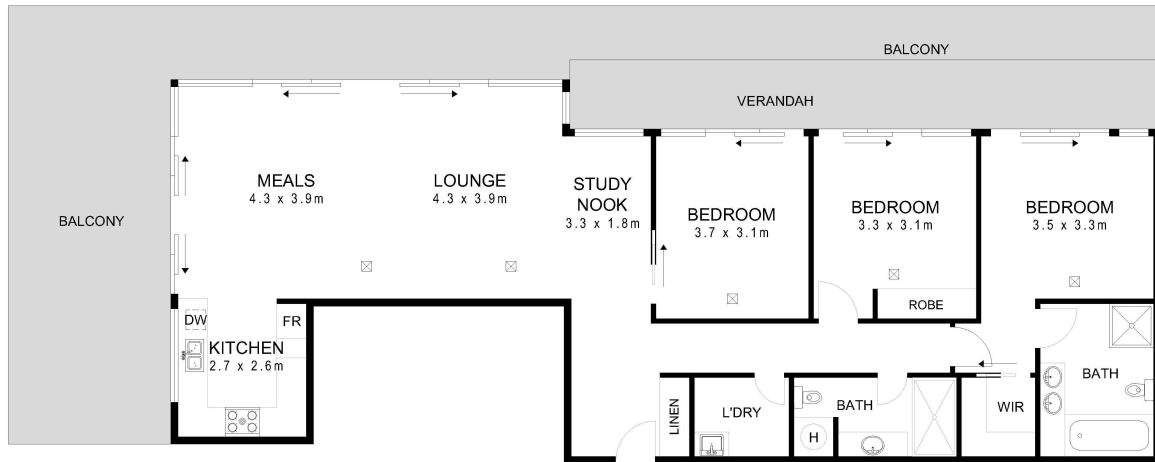 BALCONY
VERANDAH
BALCONY
MEALS
4.3 x 3.9m
LOUNGE
4.3 x 3.9m
STUDY
NOOK
3.3 x 1.8m
BEDROOM
3.7 x 3.1m
BEDROOM
3.3 x 3.1m
BEDROOM
3.5 x 3.3m
ROBE
DW
FR
KITCHEN
2.7 x 2.6m
LINEN
L'DRY
BATH
H
WIR
BATH